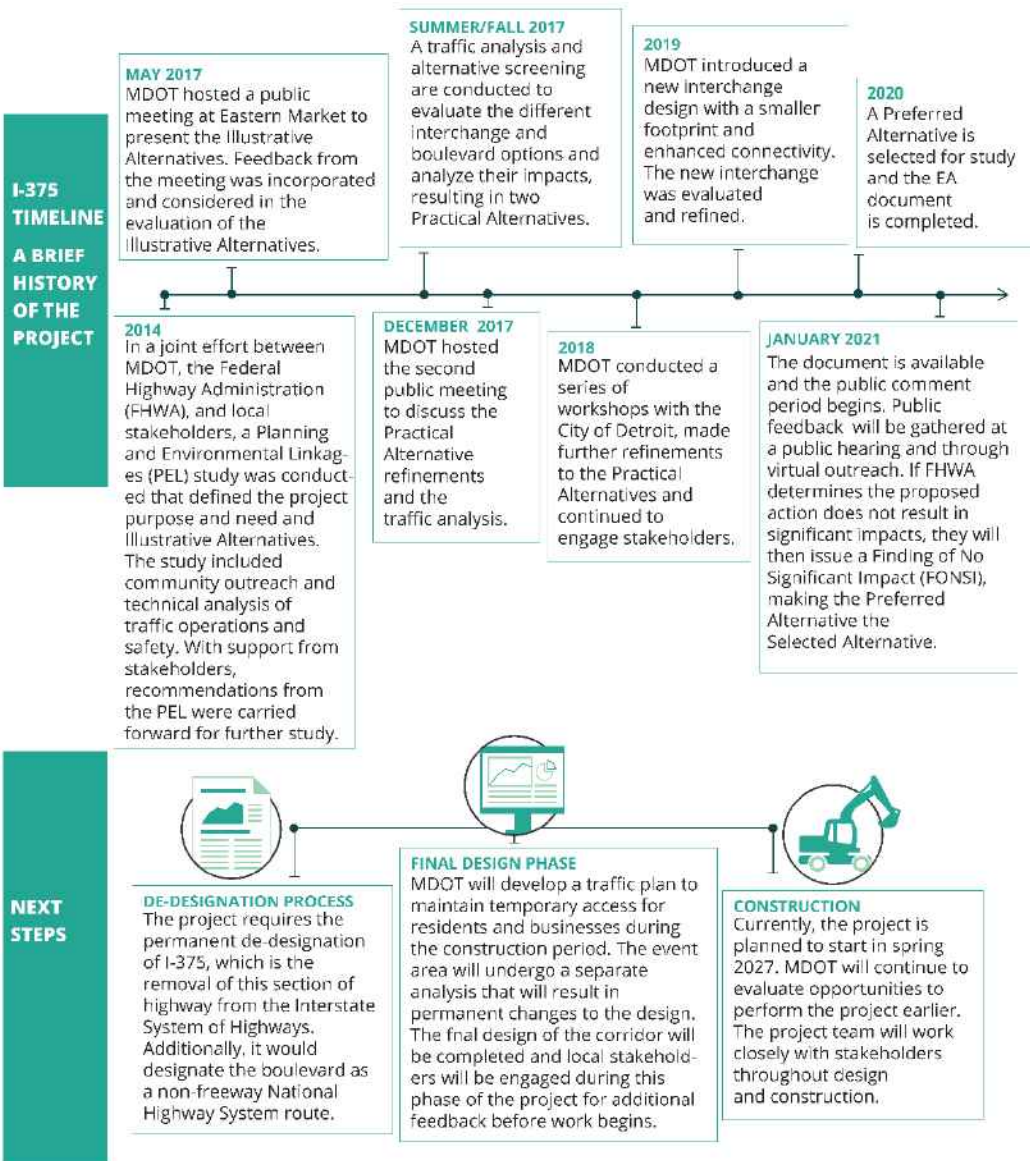 I-375
TIMELINE
A BRIEF
HISTORY
OF THE
PROJECT
2014
In a joint effort between
MDOT, the Federal
Highway Administration
(FHWA), and local
stakeholders, a Planning
and Environmental Linkag-
es (PEL) study was conduct-
ed that defined the project
purpose and need and
Illustrative Alternatives.
The study included
community outreach and
technical analysis of
traffic operations and
safety. With support from
stakeholders,
recommendations from
the PEL were carried
forward for further study.
MAY 2017
MDOT hosted a public
meeting at Eastern Market to
present the Illustrative
Alternatives. Feedback from
the meeting was incorporated
and considered in the
evaluation of the
Illustrative Alternatives.
SUMMER/FALL 2017
A traffic analysis and
alternative screening
are conducted to
evaluate the different
interchange and
boulevard options and
analyze their impacts,
resulting in two
Practical Alternatives.
DECEMBER 2017
MDOT hosted
the second
public meeting
to discuss the
Practical
Alternative
refinements
and the
traffic analysis.
2018
MDOT conducted a
series of
workshops with the
City of Detroit, made
further refinements
to the Practical
Alternatives and
continued to
engage stakeholders.
2019
MDOT introduced a
new interchange
design with a smaller
footprint and
enhanced connectivity.
The new interchange
was evaluated
and refined.
2020
A Preferred
Alternative is
selected for study
and the EA
document
is completed.
JANUARY 2021
The document is available
and the public comment
period begins. Public
feedback will be gathered at
a public hearing and through
virtual outreach. If FHWA
determines the proposed
action does not result in
significant impacts, they will
then issue a Finding of No
Significant Impact (FONSI),
making the Preferred
Alternative the
Selected Alternative.
NEXT
STEPS
DE-DESIGNATION PROCESS
The project requires the
permanent de-designation
of I-375, which is the
removal of this section of
highway from the Interstate
System of Highways.
Additionally, it would
designate the boulevard as
a non-freeway National
Highway System route.
FINAL DESIGN PHASE
MDOT will develop a traffic plan to
maintain temporary access for
residents and businesses during
the construction period. The event
area will undergo a separate
analysis that will result in
permanent changes to the design.
The fnal design of the corridor will
be completed and local stakehold-
ers will be engaged during this
phase of the project for additional
feedback before work begins.
CONSTRUCTION
Currently, the project is
planned to start in spring
2027. MDOT will continue to
evaluate opportunities to
perform the project earlier.
The project team will work
closely with stakeholders
throughout design
and construction.